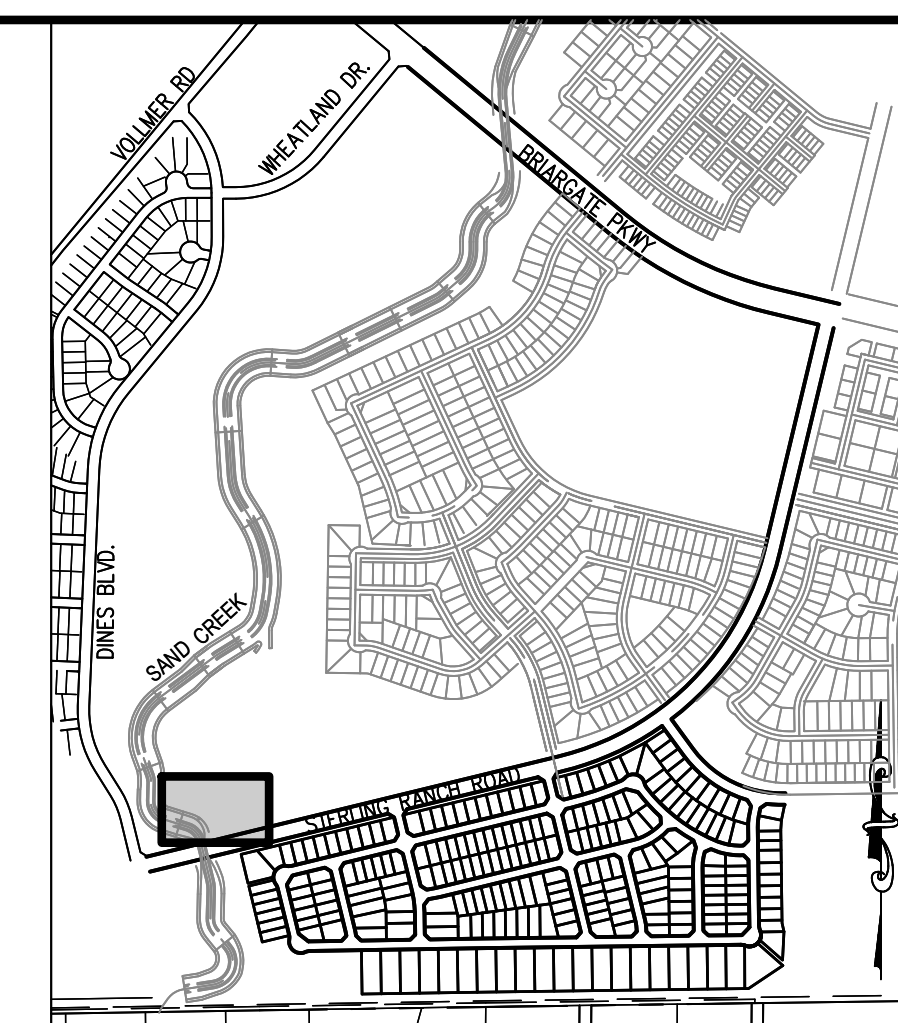 VOLLMER RD
WHEATLAND DR.
BRIARGATE PKWY
DINES BLVD.
SAND CREEK
STERLING RANCH ROAD